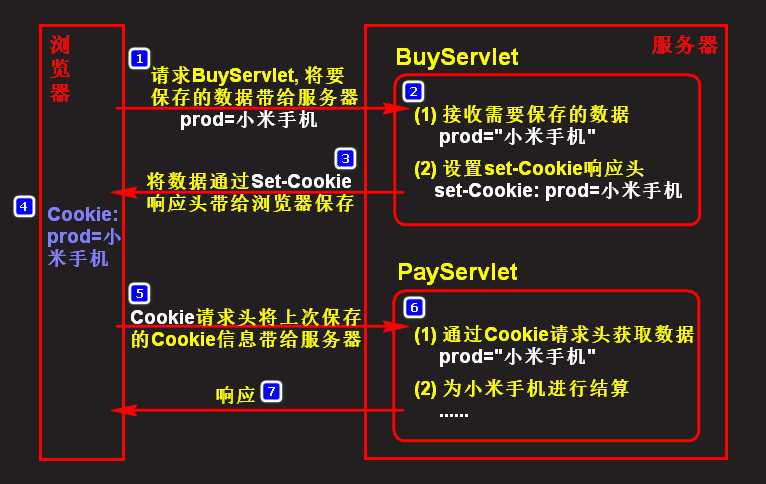 浏
览
器
服务器
1
请求BuyServlet, 将要
保存的数据带给服务器
prod=小米手机
BuyServlet
2
(1) 接收需要保存的数据
prod="小米手机"
(2) 设置set-Cookie响应头
set-Cookie: prod=小米手机
3
将数据通过Set-Cookie
响应头带给浏览器保存
4
Cookie:
prod=小
米手机
5
Cookie请求头将上次保存
的Cookie信息带给服务器
PayServlet
6
(1) 通过Cookie请求头获取数据
prod="小米手机"
(2) 为小米手机进行结算
......
响应 7